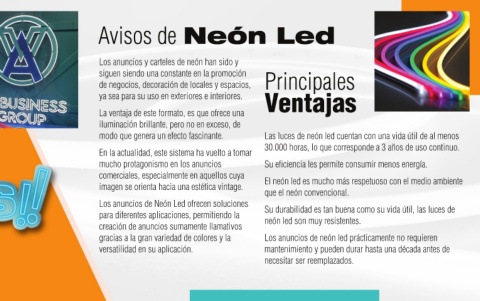 Avisos de Neón Led
Los anuncios y carteles de neón han sido y
siguen siendo una constante en la promoción
de negocios, decoración de locales y espacios,
ya sea para su uso en exteriores e interiores.
La ventaja de este formato, es que ofrece una
iluminación brillante, pero no en exceso, de
modo que genera un efecto fascinante.
En la actualidad, este sistema ha vuelto a tomar
mucho protagonismo en los anuncios
comerciales, especialmente en aquellos cuya
imagen se orienta hacia una estética vintage.
Los anuncios de Neón Led ofrecen soluciones
para diferentes aplicaciones, permitiendo la
creación de anuncios sumamente llamativos
gracias a la gran variedad de colores y la
versatilidad en su aplicación.
Principales
Ventajas
Las luces de neón led cuentan con una vida útil de al menos
30.000 horas, lo que corresponde a 3 años de uso continuo.
Su eficiencia les permite consumir menos energía.
El neón led es mucho más respetuoso con el medio ambiente
que el neón convencional.
Su durabilidad es tan buena como su vida útil, las luces de
neón led son muy resistentes.
Los anuncios de neón led prácticamente no requieren
mantenimiento y pueden durar hasta una década antes de
necesitar ser reemplazados.
BUSINESS
GROUP
S!!